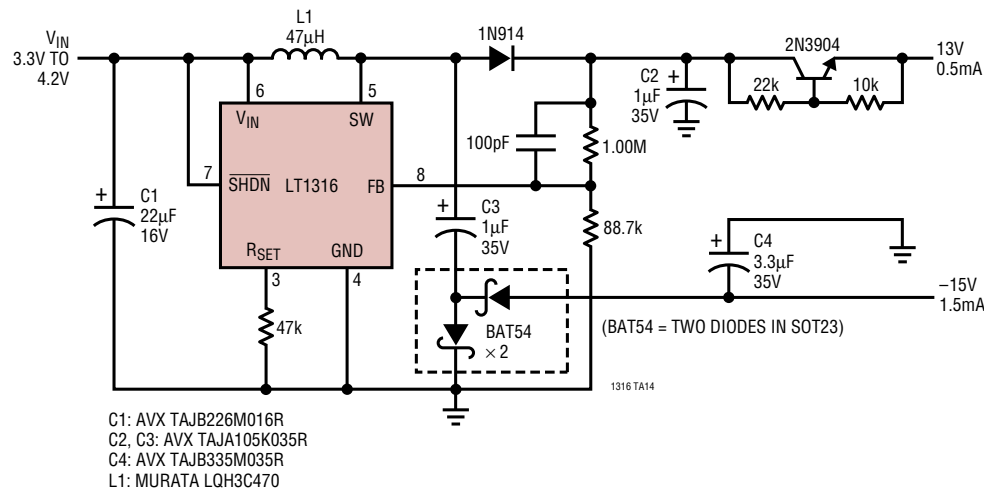 V_IN
3.3V TO
4.2V
L1
47µH
1N914
2N3904
13V
0.5mA
C2
1µF
35V
+
22k
10k
6
5
V_IN
SW
100pF
1.00M
7
SHDN
LT1316
FB
8
+
C1
22µF
16V
+
C3
1µF
35V
88.7k
R_SET
GND
3
4
+
C4
3.3µF
35V
–15V
1.5mA
47k
BAT54
× 2
(BAT54 = TWO DIODES IN SOT23)
1316 TA14
C1: AVX TAJB226M016R
C2, C3: AVX TAJA105K035R
C4: AVX TAJB335M035R
L1: MURATA LQH3C470